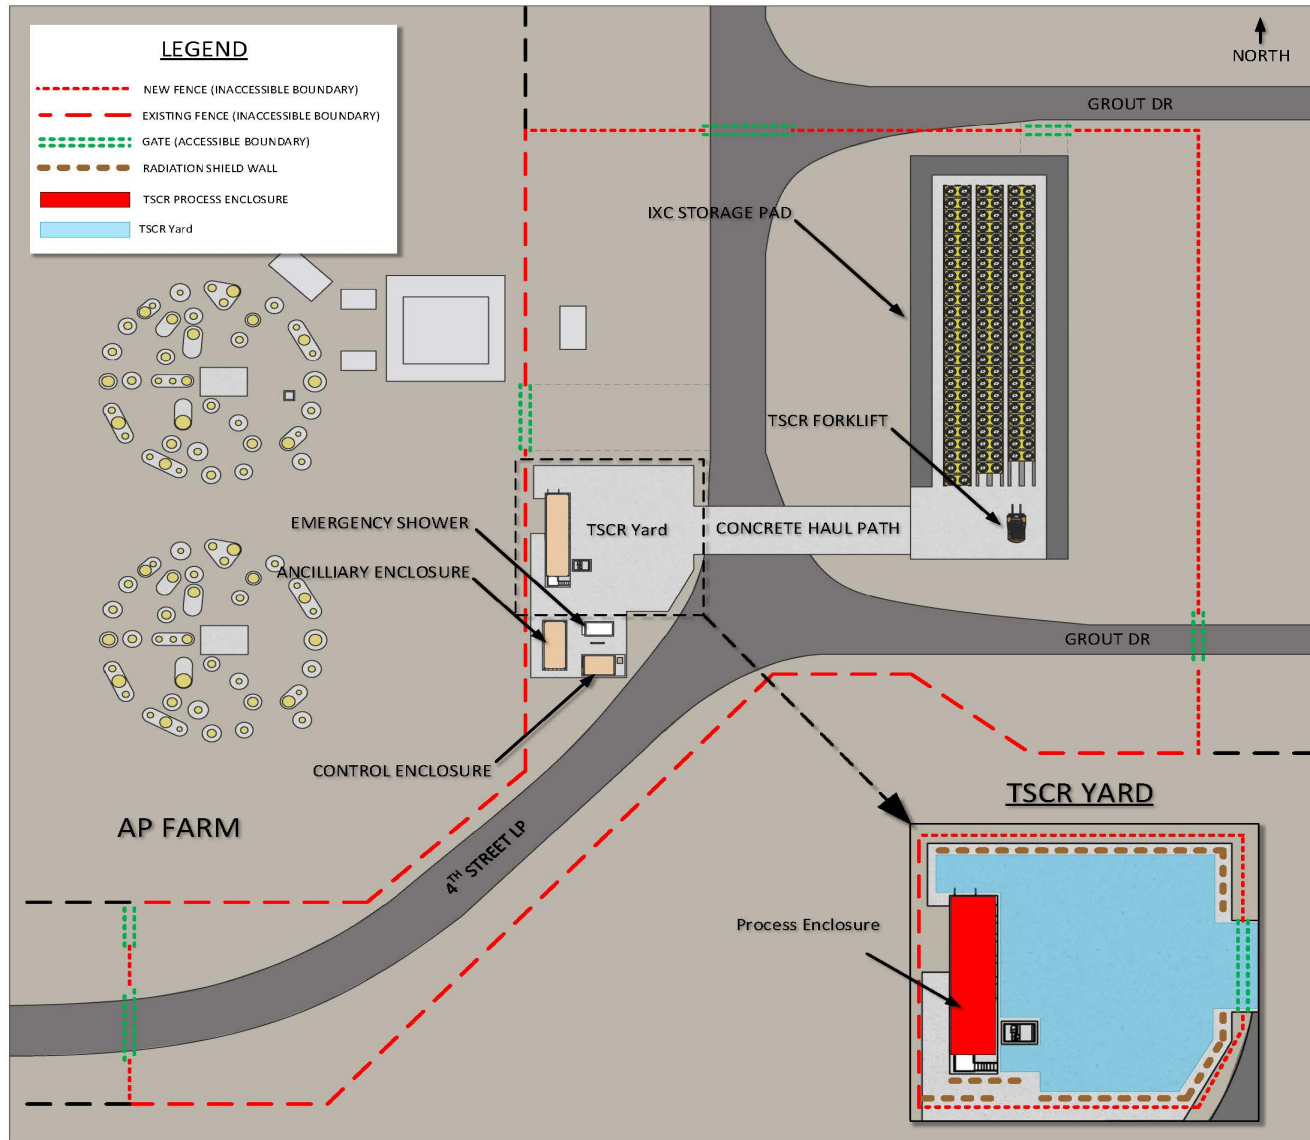 LEGEND
NEW FENCE (INACCESSIBLE BOUNDARY)
EXISTING FENCE (INACCESSIBLE BOUNDARY)
GATE (ACCESSIBLE BOUNDARY)
RADIATION SHIELD WALL
TSCR PROCESS ENCLOSURE
TSCR Yard
NORTH
GROUT DR
IXC STORAGE PAD
TSCR FORKLIFT
EMERGENCY SHOWER
TSCR Yard
CONCRETE HAUL PATH
ANCILLIARY ENCLOSURE
GROUT DR
CONTROL ENCLOSURE
TSCR YARD
AP FARM
4TH STREET LP
Process Enclosure